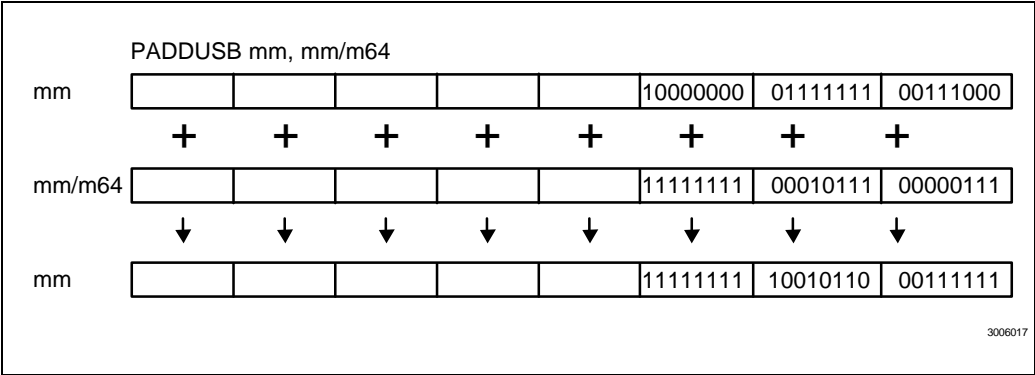 PADDUSB mm, mm/m64
mm 10000000 01111111 00111000
+ + + + + + + +
mm/m64 11111111 00010111 00000111
mm 11111111 10010110 00111111
3006017